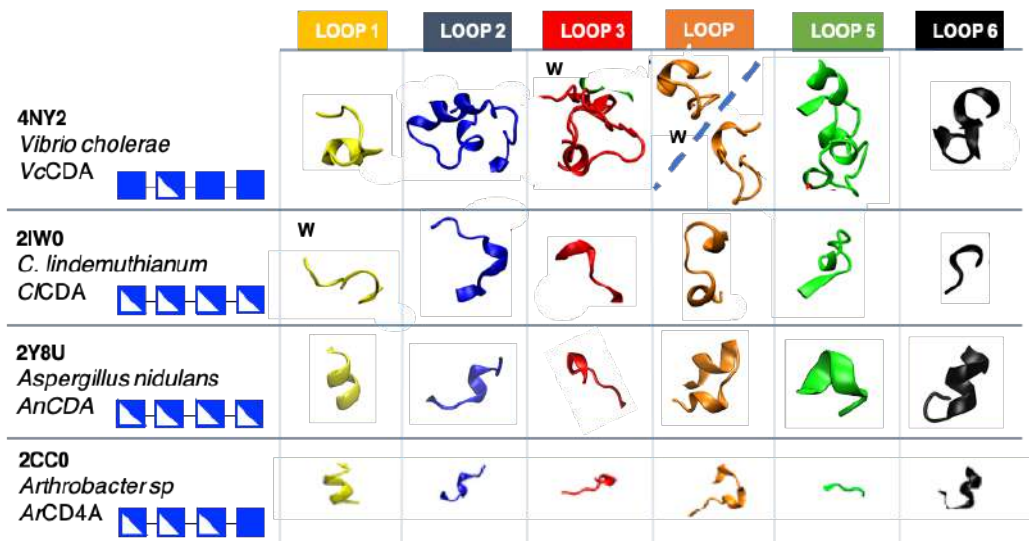 LOOP 1 LOOP 2 LOOP 3 LOOP LOOP 5 LOOP 6
4NY2
Vibrio cholerae
VcCDA
W
W
2IW0
C. lindemuthianum
ClCDA
W
2Y8U
Aspergillus nidulans
AnCDA
2CC0
Arthrobacter sp
ArCD4A